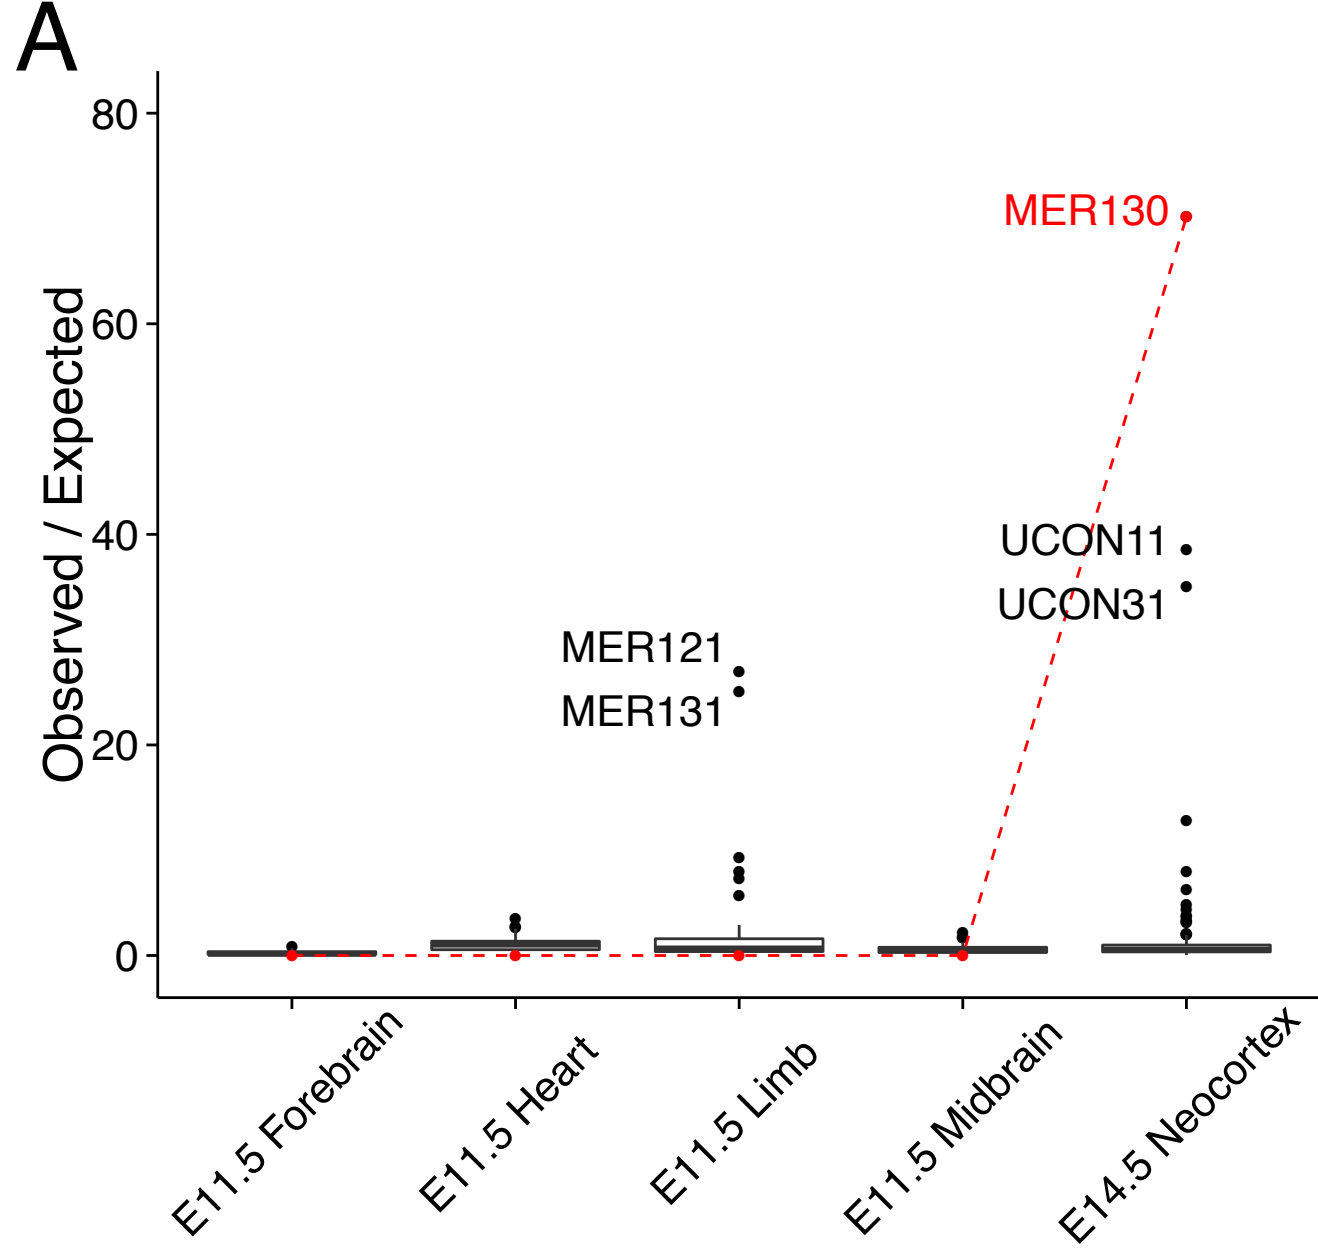 A
Observed / Expected
80
60
40
20
0
MER130
UCON11
UCON31
MER121
MER131
E11.5 Forebrain
E11.5 Heart
E11.5 Limb
E11.5 Midbrain
E14.5 Neocortex